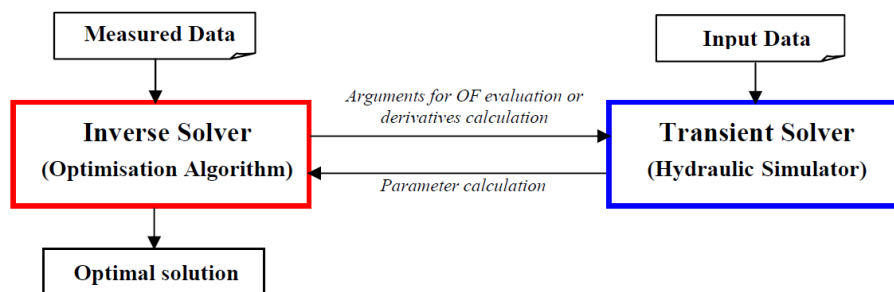 Measured Data
Input Data
Arguments for OF evaluation or
derivatives calculation
Inverse Solver
(Optimisation Algorithm)
Transient Solver
(Hydraulic Simulator)
Parameter calculation
Optimal solution